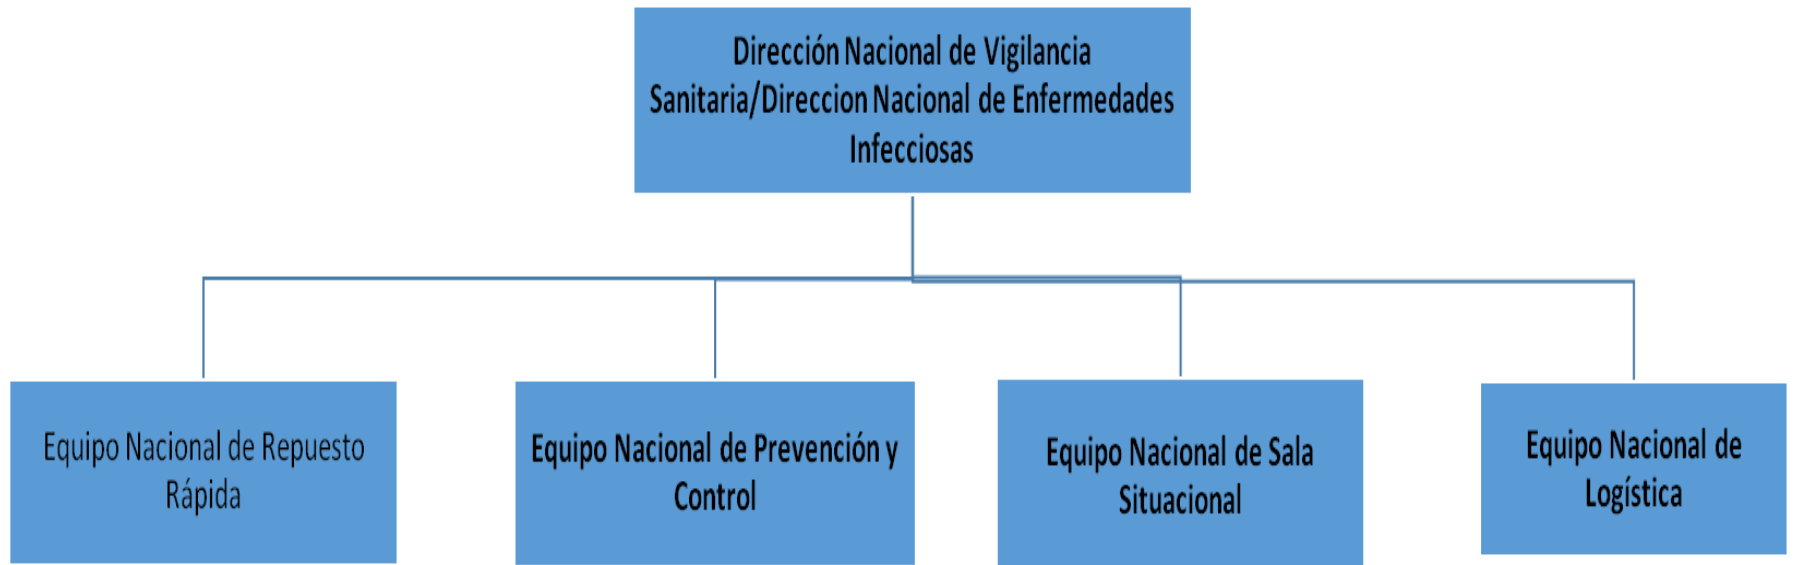 Dirección Nacional de Vigilancia
Sanitaria/Direccion Nacional de Enfermedades
Infecciosas
Equipo Nacional de Repuesto
Rápida
Equipo Nacional de Prevención y
Control
Equipo Nacional de Sala
Situacional
Equipo Nacional de
Logística